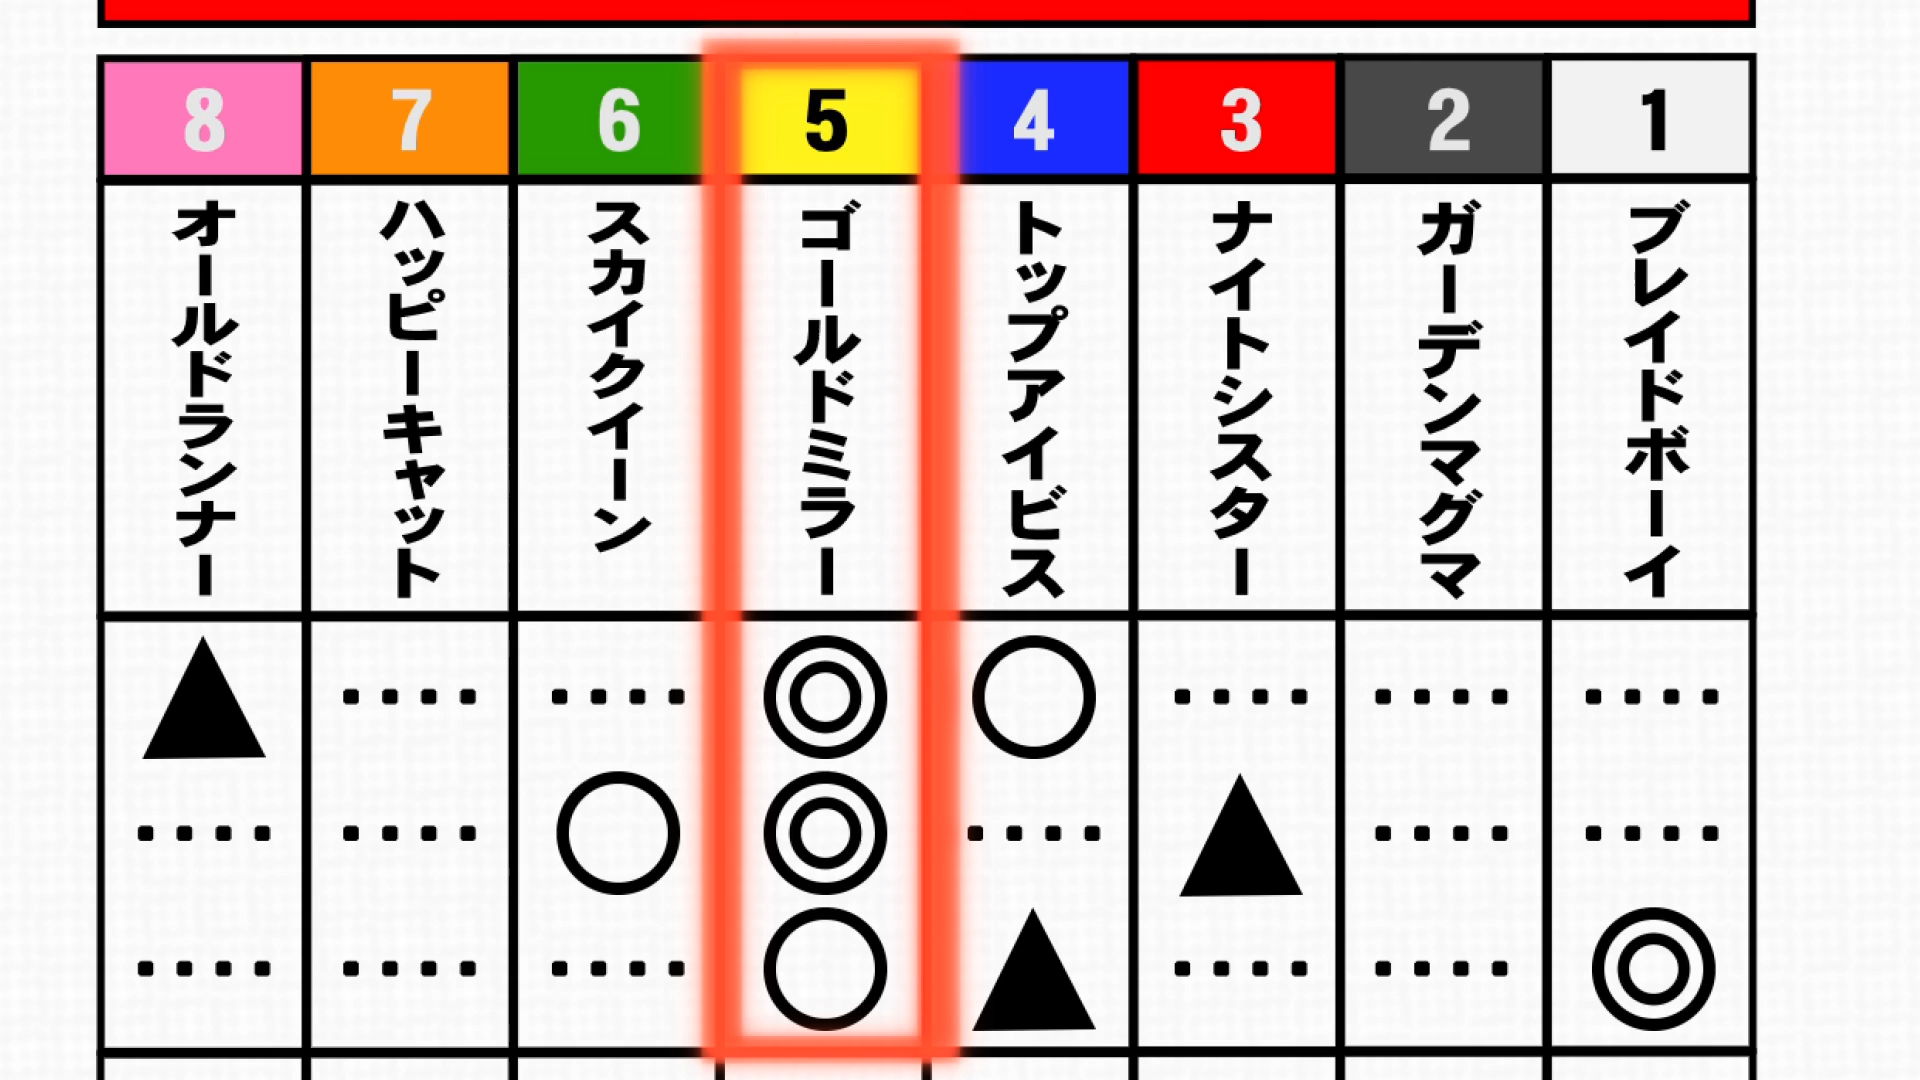 8 7 6 5 4 3 2 1
ブレイドボーイ
ガーデンマグマ
ナイトシスター
トップアイビス
ゴールドミラー
スカイクイーン
ハッピーキャット
オールドランナー
▲ ‥‥ ‥‥ ◎ ○ ‥‥ ‥‥ ‥‥
‥‥ ‥‥ ○ ◎ ‥‥ ▲ ‥‥ ‥‥
‥‥ ‥‥ ‥‥ ○ ▲ ‥‥ ‥‥ ◎